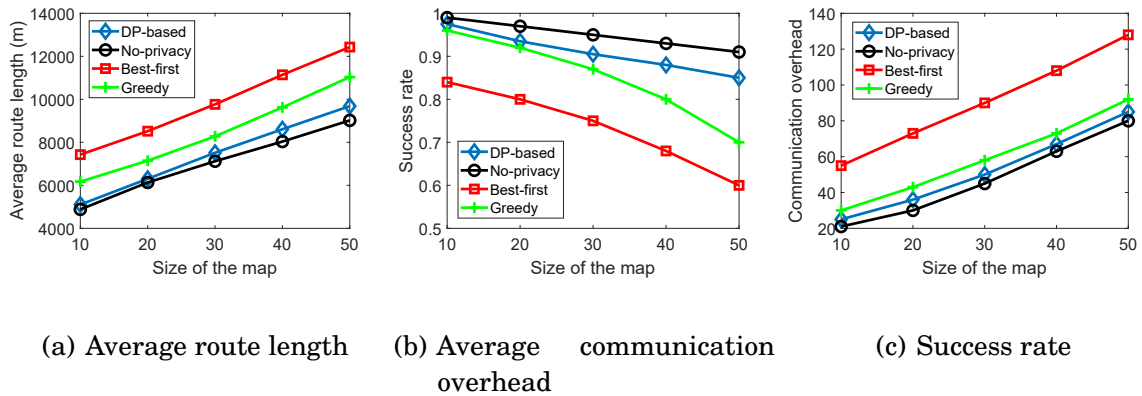 14000
12000
10000
8000
6000
4000
Average route length (m)
DP-based
No-privacy
Best-first
Greedy
10 20 30 40 50
Size of the map
1
0.9
0.8
0.7
0.6
0.5
Success rate
DP-based
No-privacy
Best-first
Greedy
10 20 30 40 50
Size of the map
140
120
100
80
60
40
20
Communication overhead
DP-based
No-privacy
Best-first
Greedy
10 20 30 40 50
Size of the map
(a) Average route length
(b) Average communication
overhead
(c) Success rate